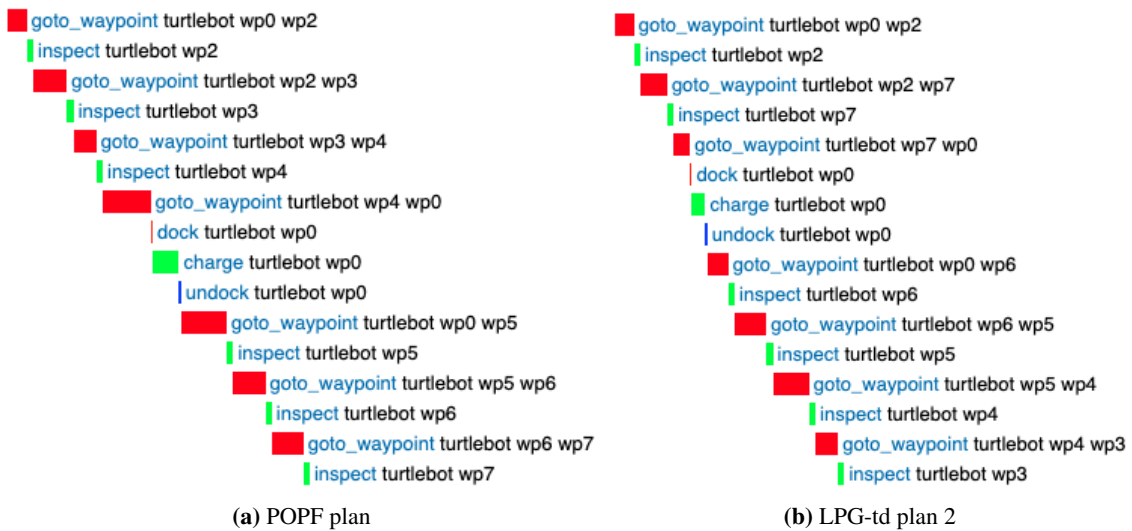 goto_waypoint turtlebot wp0 wp2
inspect turtlebot wp2
goto_waypoint turtlebot wp2 wp3
inspect turtlebot wp3
goto_waypoint turtlebot wp3 wp4
inspect turtlebot wp4
goto_waypoint turtlebot wp4 wp0
dock turtlebot wp0
charge turtlebot wp0
undock turtlebot wp0
goto_waypoint turtlebot wp0 wp5
inspect turtlebot wp5
goto_waypoint turtlebot wp5 wp6
inspect turtlebot wp6
goto_waypoint turtlebot wp6 wp7
inspect turtlebot wp7
(a) POPF plan
goto_waypoint turtlebot wp0 wp2
inspect turtlebot wp2
goto_waypoint turtlebot wp2 wp7
inspect turtlebot wp7
goto_waypoint turtlebot wp7 wp0
dock turtlebot wp0
charge turtlebot wp0
undock turtlebot wp0
goto_waypoint turtlebot wp0 wp6
inspect turtlebot wp6
goto_waypoint turtlebot wp6 wp5
inspect turtlebot wp5
goto_waypoint turtlebot wp5 wp4
inspect turtlebot wp4
goto_waypoint turtlebot wp4 wp3
inspect turtlebot wp3
(b) LPG-td plan 2